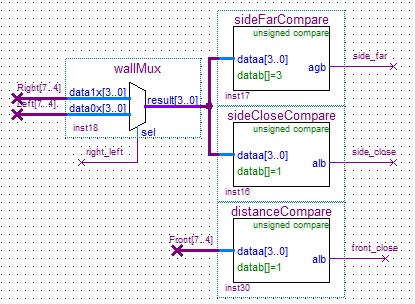 sideFarCompare
unsigned compare
dataa[3..0]
agb
datab[]=3
inst17
side_far
wallMux
Right[7..4]
data1x[3..0]
Left[7..4]
data0x[3..0]
result[3..0]
inst18
sel
right_left
sideCloseCompare
unsigned compare
dataa[3..0]
alb
datab[]=1
inst16
side_close
distanceCompare
unsigned compare
Front[7..4]
dataa[3..0]
alb
datab[]=1
inst30
front_close